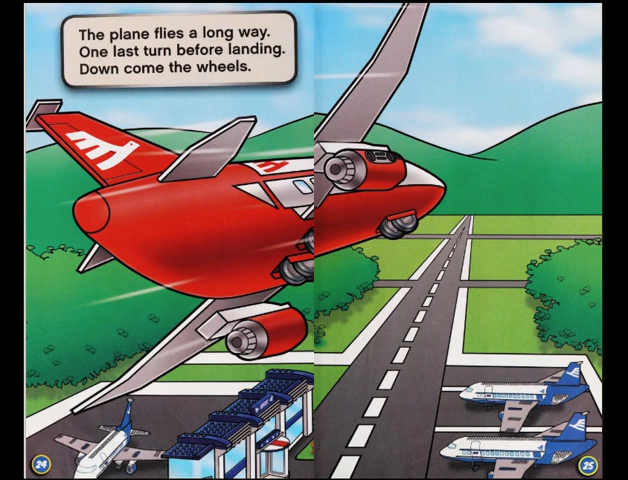 The plane flies a long way.
One last turn before landing.
Down come the wheels.
24
25